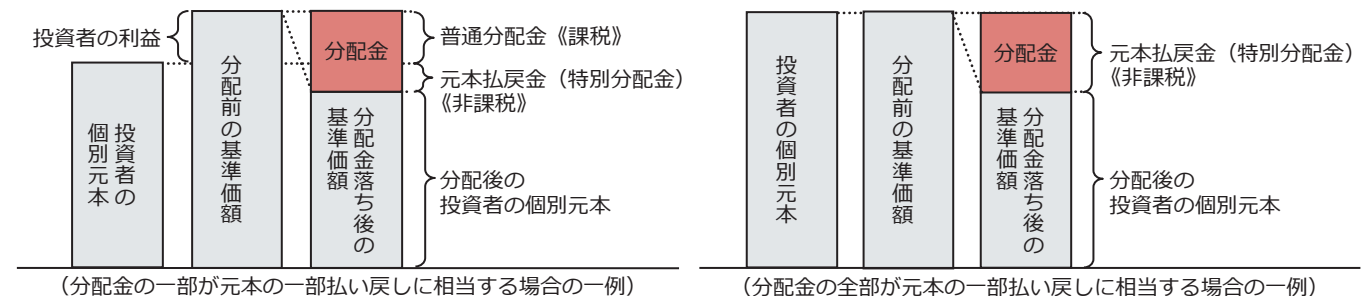 投資者の利益
投資者の
個別元本
分配前の基準価額
分配金
分配金落ち後の
基準価額
普通分配金《課税》
元本払戻金（特別分配金）
《非課税》
分配後の
投資者の個別元本
（分配金の一部が元本の一部払い戻しに相当する場合の一例）
投資者の個別元本
分配前の基準価額
分配金
分配金落ち後の
基準価額
元本払戻金（特別分配金）
《非課税》
分配後の
投資者の個別元本
（分配金の全部が元本の一部払い戻しに相当する場合の一例）